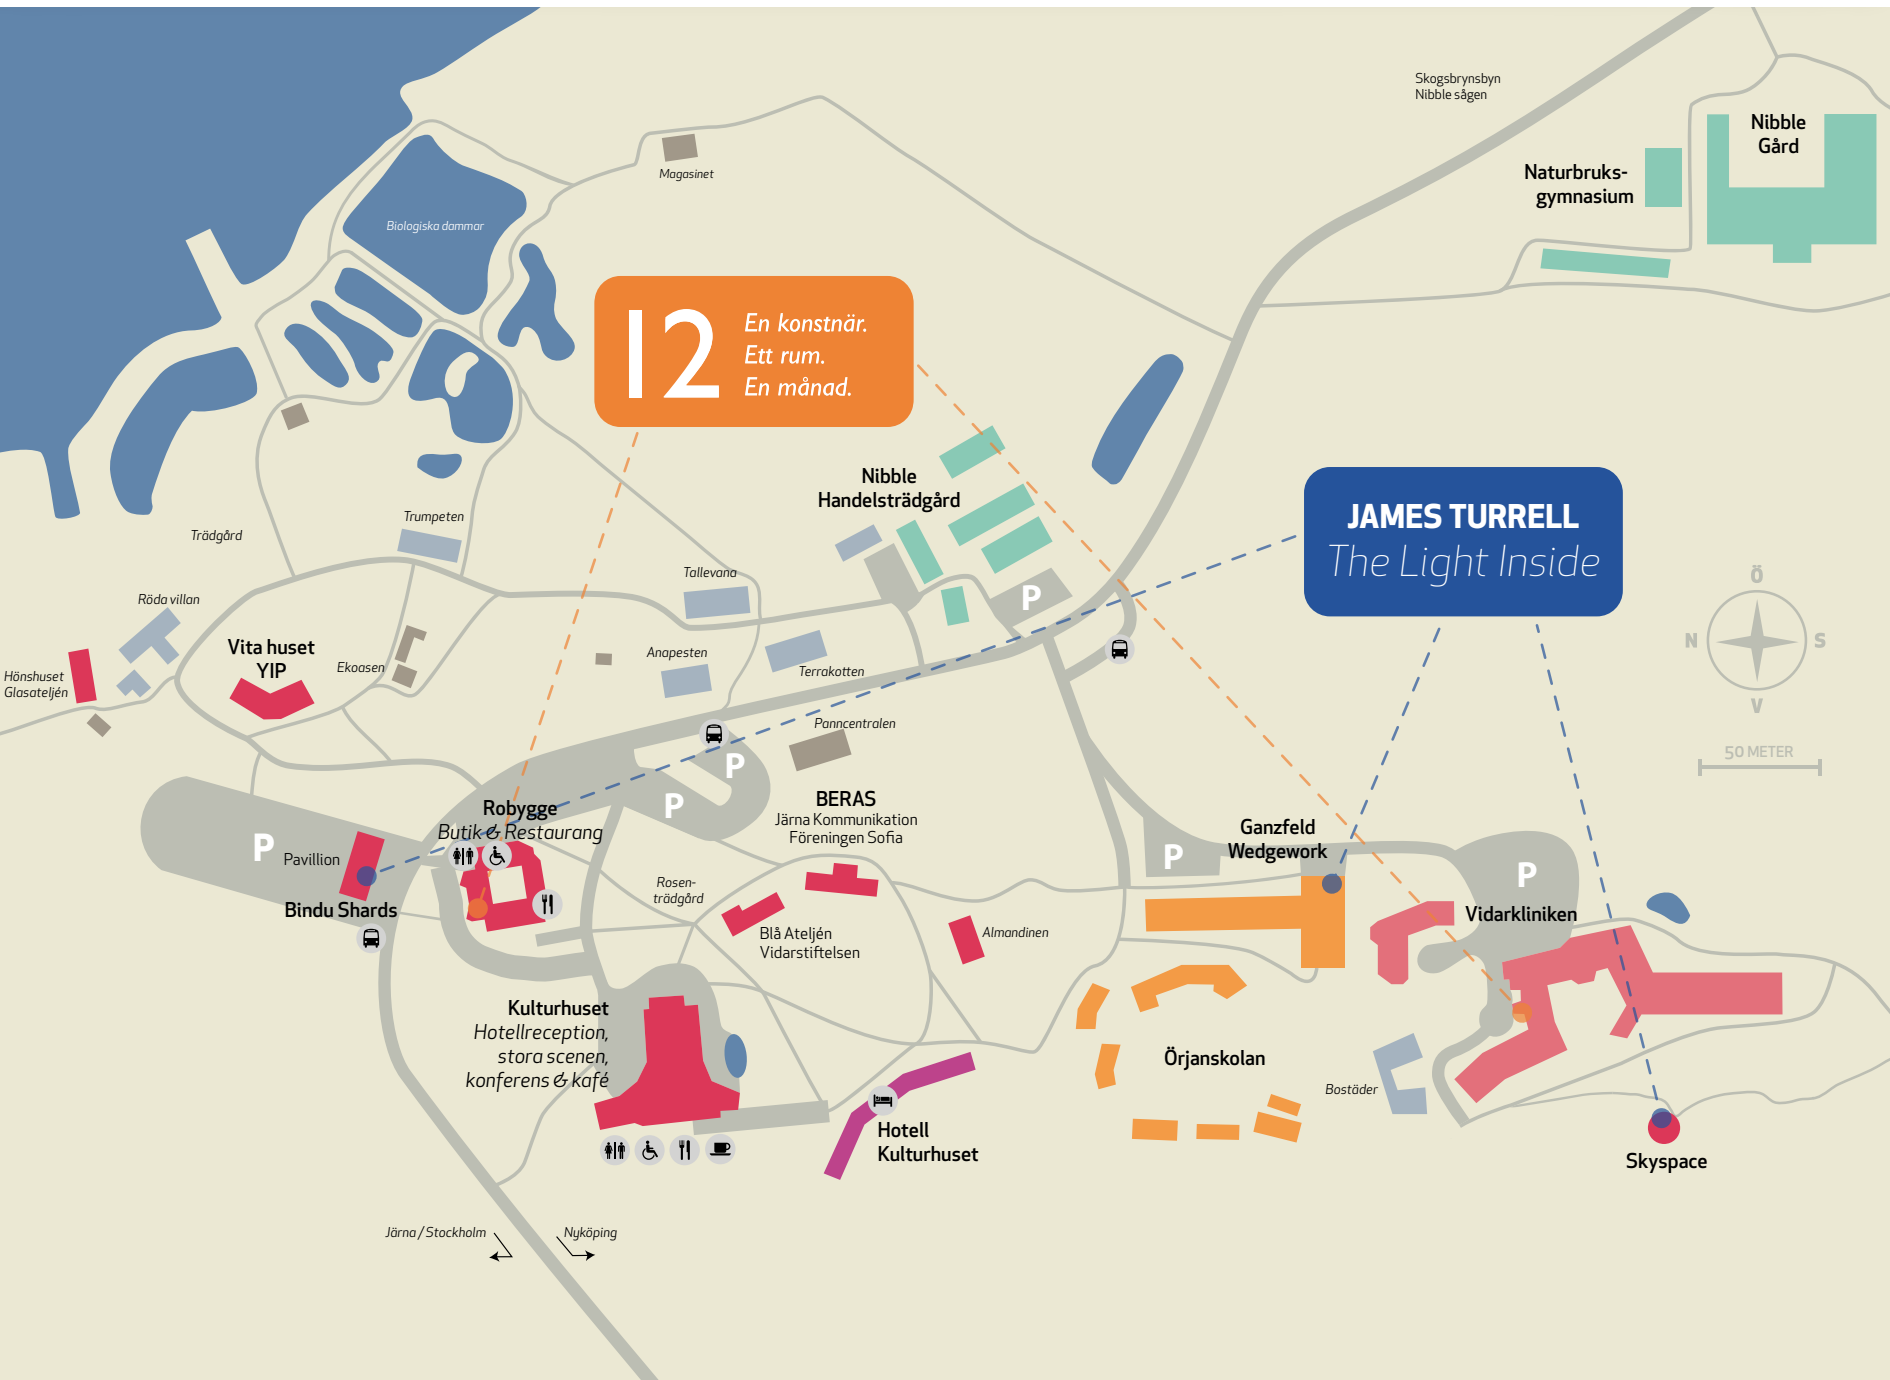 Skogsbrynsbyn
Nibble sågen
Nibble
Gård
Naturbruks-
gymnasium
Magasinet
Biologiska dammar
12
En konstnär.
Ett rum.
En månad.
Nibble
Handelsträdgård
JAMES TURRELL
The Light Inside
Trumpeten
Trädgård
Tallevana
Röda villan
Ö
N
S
V
50 METER
P
Vita huset
YIP
Ekoasen
Hönshuset
Glasateljén
Anapesten
Terrakotten
Panncentralen
P
P
BERAS
Järna Kommunikation
Föreningen Sofia
Robygge
Butik & Restaurang
P
Pavillion
Bindu Shards
Rosen-
trädgård
Blå Ateljén
Vidarstiftelsen
Almandinen
Ganzfeld
Wedgework
P
P
Vidarkliniken
Kulturhuset
Hotellreception,
stora scenen,
konferens & kafé
Örjanskolan
Bostäder
Hotell
Kulturhuset
Skyspace
Järna / Stockholm
Nyköping